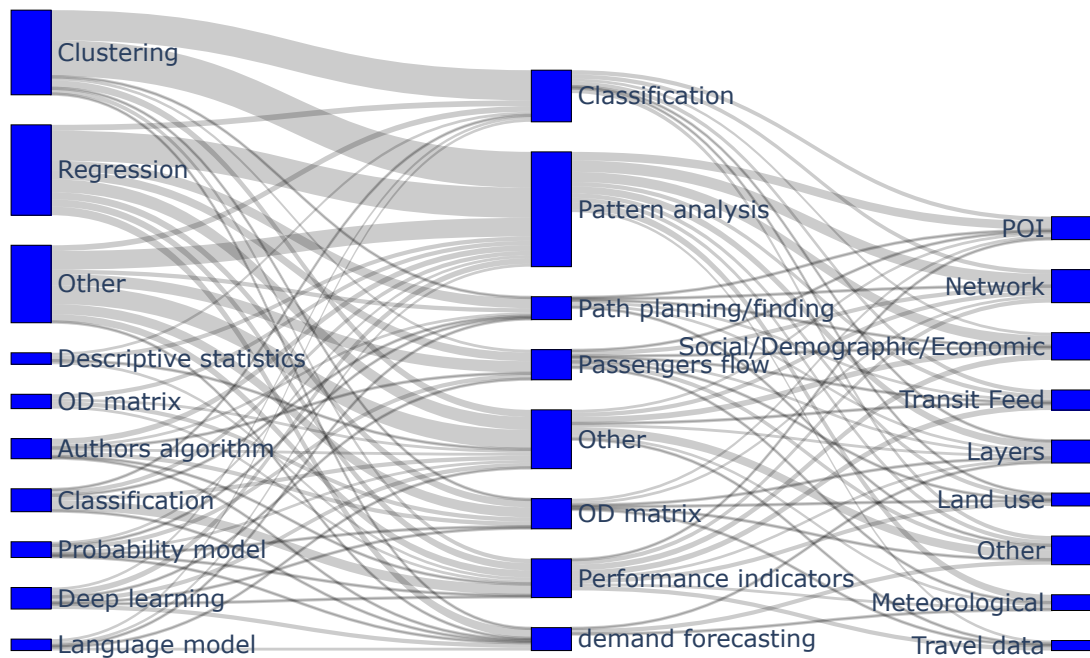 Clustering
Regression
Other
Descriptive statistics
OD matrix
Authors algorithm
Classification
Probability model
Deep learning
Language model
Classification
Pattern analysis
Path planning/finding
Passengers flow
Other
OD matrix
Performance indicators
demand forecasting
POI
Network
Social/Demographic/Economic
Transit Feed
Layers
Land use
Other
Meteorological
Travel data